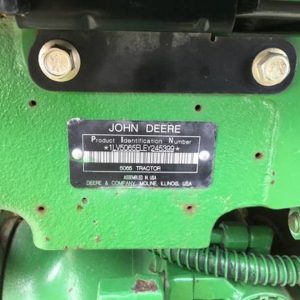 JOHN DEERE
Product Identification Number
*1LV5065ELEY245399*
5065 TRACTOR
ASSEMBLED IN USA
DEERE & COMPANY MOLINE, ILLINOIS, USA